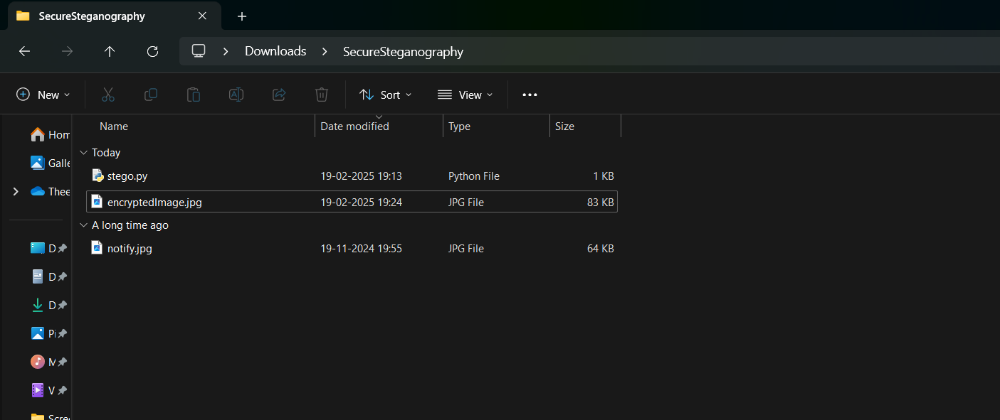 SecureSteganography
Downloads > SecureSteganography
New
Sort
View
Name Date modified Type Size
Hom
Galle
Thee
D
D
D
Pi
M
V
Scree
Today
stego.py 19-02-2025 19:13 Python File 1 KB
encryptedImage.jpg 19-02-2025 19:24 JPG File 83 KB
A long time ago
notify.jpg 19-11-2024 19:55 JPG File 64 KB